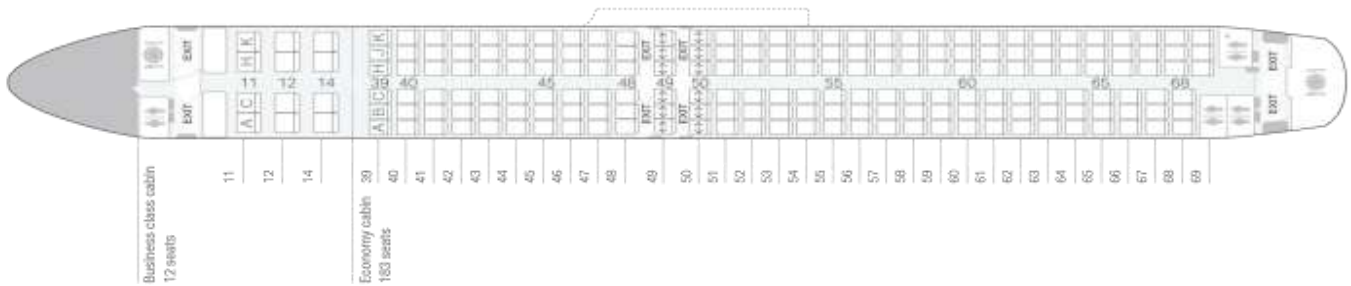 EXIT EXIT EXIT EXIT
H K
H J K
11 12 14 39 40 45 48 49 50 55 60 65 68
A C
A B C
EXIT EXIT EXIT EXIT
11 12 14 39 40 41 42 43 44 45 46 47 48 49 50 51 52 53 54 55 56 57 58 59 60 61 62 63 64 65 66 67 68 69
Business class cabin
12 seats
Economy cabin
183 seats